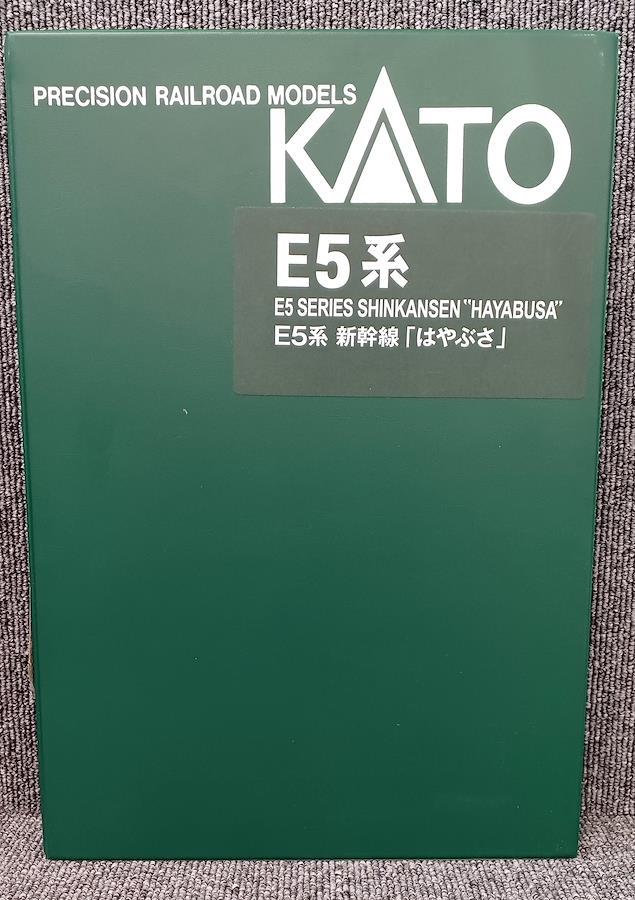 PRECISION RAILROAD MODELS
KATO
E5系
E5 SERIES SHINKANSEN "HAYABUSA"
E5系 新幹線「はやぶさ」